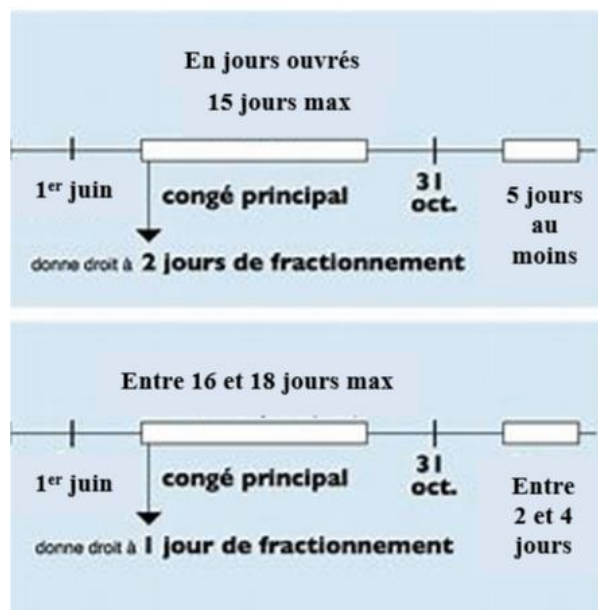 En jours ouvrés
15 jours max
1er juin
congé principal
31
oct.
5 jours
au
moins
donne droit à 2 jours de fractionnement
Entre 16 et 18 jours max
1er juin
congé principal
31
oct.
Entre
2 et 4
jours
donne droit à 1 jour de fractionnement